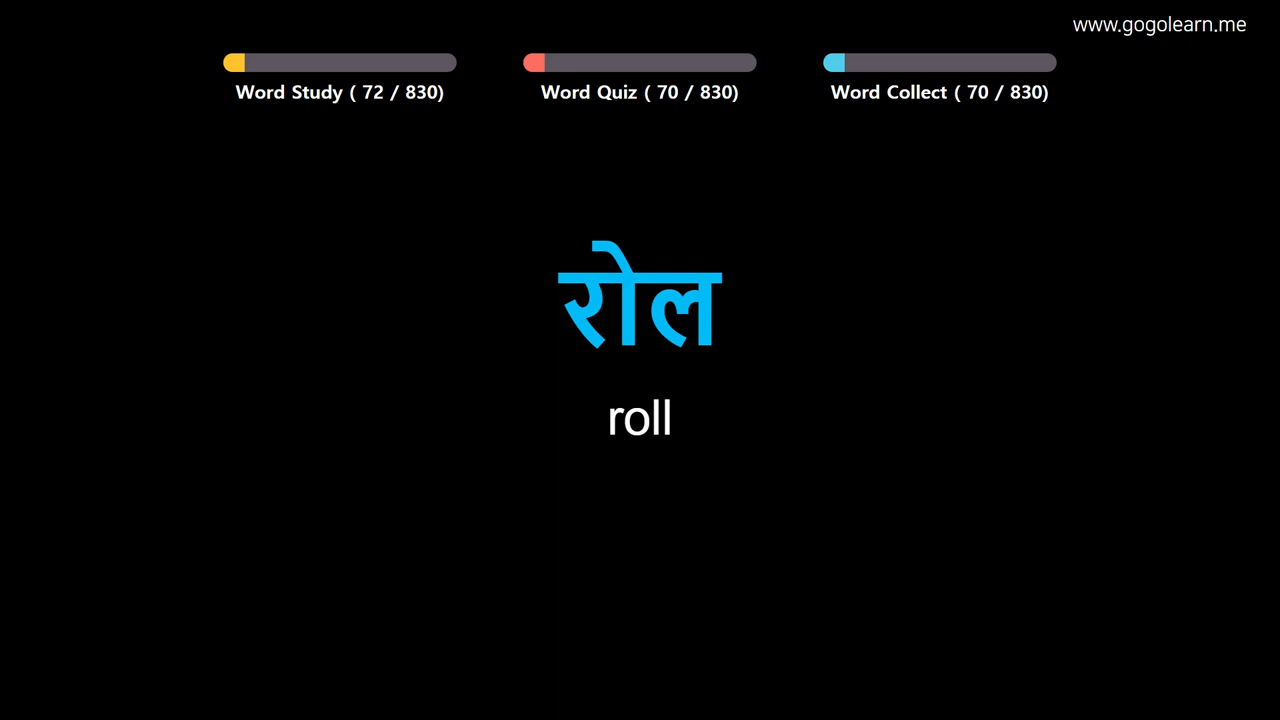 www.gogolearn.me
Word Study ( 72 / 830)
Word Quiz ( 70 / 830)
Word Collect ( 70 / 830)
रोल
roll